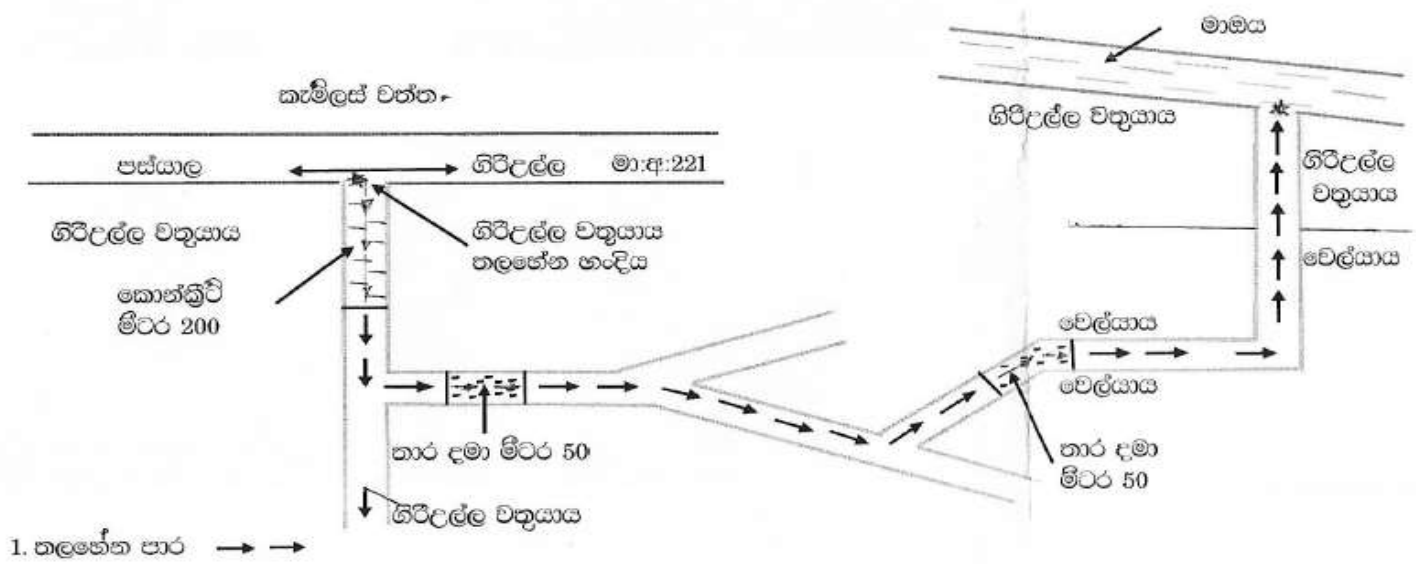 මාඔය
කැම්ලස් වත්ත
ගිරිඋල්ල වතුයාය
පස්යාල
ගිරිඋල්ල
මා:අ:221
ගිරිඋල්ල
වතුයාය
ගිරිඋල්ල වතුයාය
ගිරිඋල්ල වතුයාය
තලහේන හංදිය
වෙල්යාය
කොන්ක්‍රීට්
මීටර 200
වෙල්යාය
වෙල්යාය
තාර දමා මීටර 50
තාර දමා
මීටර 50
ගිරිඋල්ල වතුයාය
1. තලහේන පාර